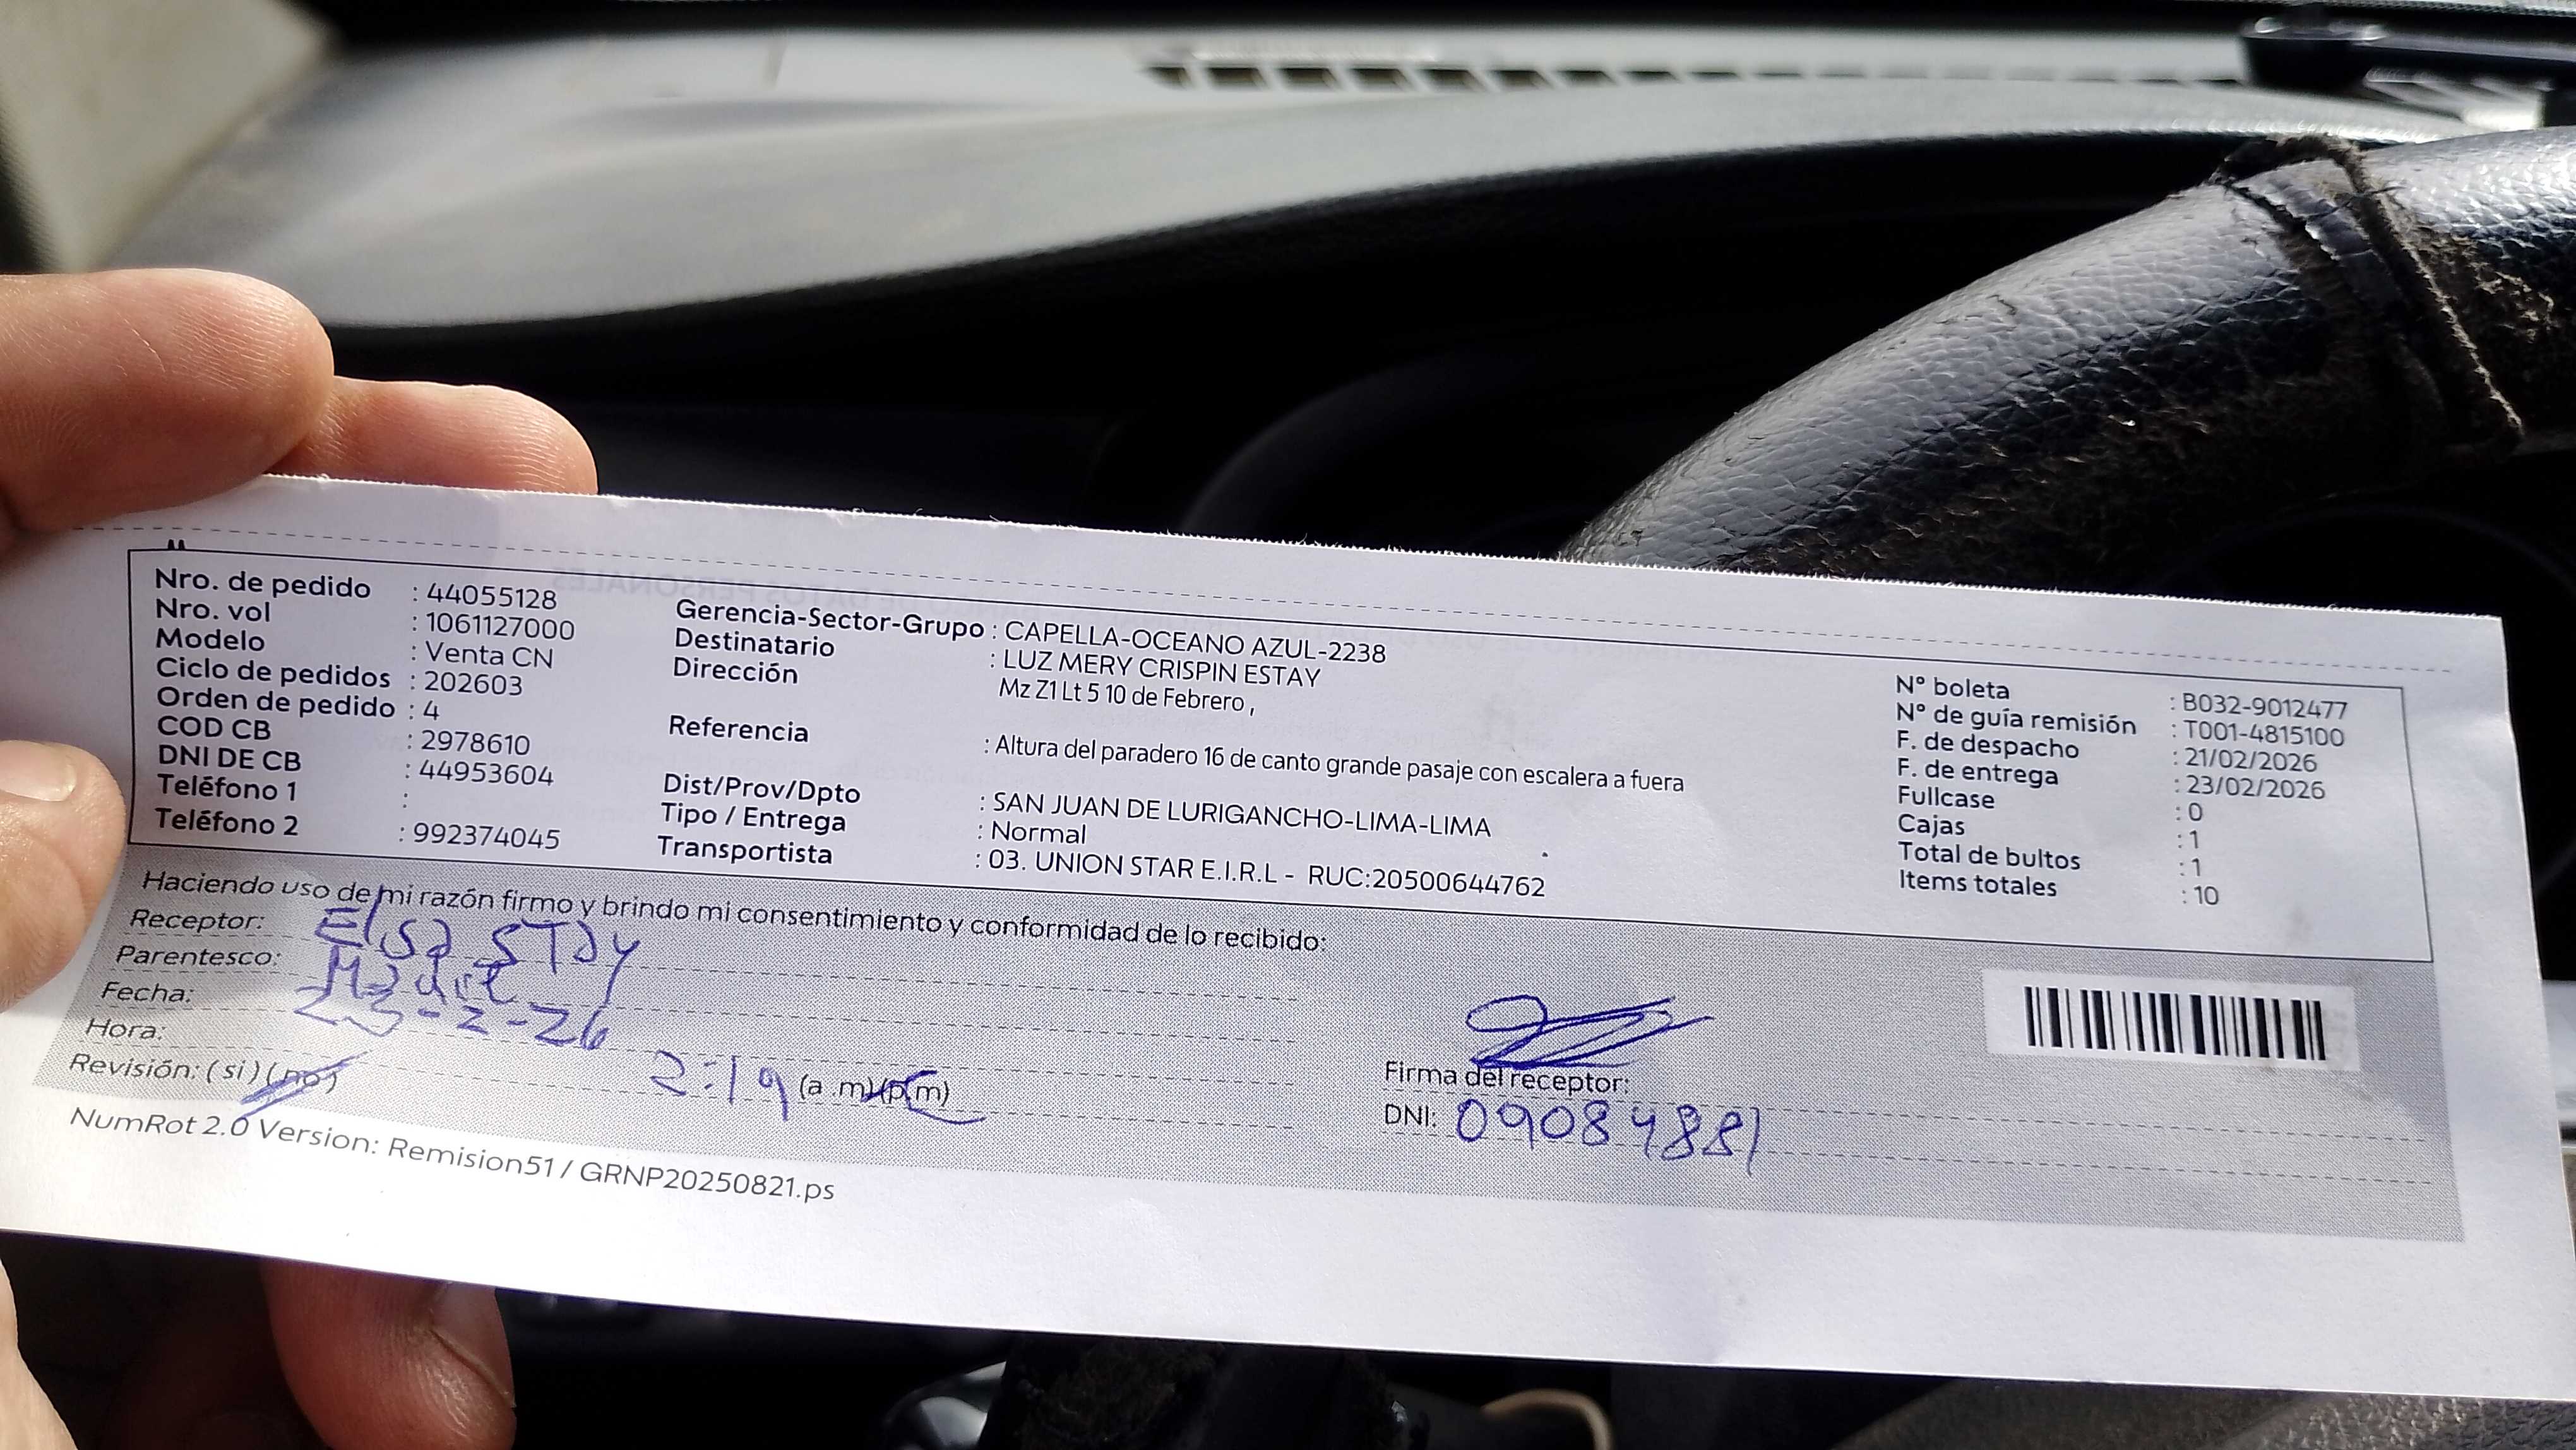 Nro. de pedido : 44055128
Nro. vol : 1061127000
Modelo : Venta CN
Ciclo de pedidos : 202603
Orden de pedido : 4
COD CB : 2978610
DNI DE CB : 44953604
Teléfono 1 :
Teléfono 2 : 992374045
Gerencia-Sector-Grupo : CAPELLA-OCEANO AZUL-2238
Destinatario : LUZ MERY CRISPIN ESTAY
Dirección Mz Z1 Lt 5 10 de Febrero ,
Referencia : Altura del paradero 16 de canto grande pasaje con escalera a fuera
Dist/Prov/Dpto : SAN JUAN DE LURIGANCHO-LIMA-LIMA
Tipo / Entrega : Normal
Transportista : 03. UNION STAR E.I.R.L - RUC:20500644762
N° boleta : B032-9012477
N° de guía remisión : T001-4815100
F. de despacho : 21/02/2026
F. de entrega : 23/02/2026
Fullcase : 0
Cajas : 1
Total de bultos : 1
Items totales : 10
Haciendo uso de mi razón firmo y brindo mi consentimiento y conformidad de lo recibido:
Receptor: Elsa STay
Parentesco: Madre
Fecha: 23-2-26
Hora: 2:19 (a .m) (p.m)
Revisión: ( si ) ( no )
Firma del receptor:
DNI: 09084881
NumRot 2.0 Version: Remision51 / GRNP20250821.ps